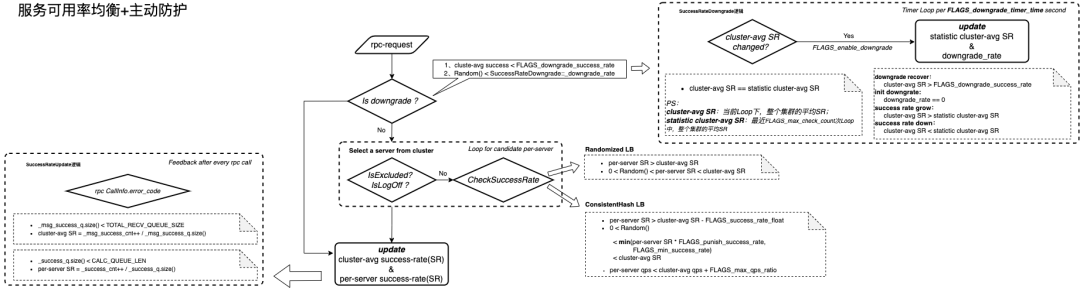 服务可用率均衡+主动防护
rpc-request
1、cluste-avg success < FLAGS_downgrade_success_rate
2、Random() < SuccessRateDowngrade::_downgrade_rate
Is downgrade ?
No
Select a server from cluster
Loop for candidate per-server
IsExcluded?
IsLogOff ?
No
CheckSuccessRate
update
cluster-avg success-rate(SR)
&
per-server success-rate(SR)
SuccessRateDowngrade逻辑
Timer Loop per FLAGS_downgrade_timer_time second
cluster-avg SR
changed?
Yes
FLAGS_enable_downgrade
update
statistic cluster-avg SR
&
downgrade_rate
• cluster-avg SR == statistic cluster-avg SR
PS:
cluster-avg SR: 当前Loop下，整个集群的平均SR;
statistic cluster-avg SR: 最近FLAGS_max_check_count次Loop
中，整个集群的平均SR
downgrade recover:
cluster-avg SR > FLAGS_downgrade_success_rate
init downgrate:
downgrade_rate == 0
success rate grow:
cluster-avg SR > statistic cluster-avg SR
success rate down:
cluster-avg SR < statistic cluster-avg SR
SuccessRateUpdate逻辑
Feedback after every rpc call
rpc CallInfo.error_code
• _msg_success_q.size() < TOTAL_RECV_QUEUE_SIZE
• cluster-avg SR = _msg_success_cnt++ / _msg_success_q.size()
• _success_q.size() < CALC_QUEUE_LEN
• per-server SR = _success_cnt++ / _success_q.size()
Randomized LB
• per-server SR > cluster-avg SR
• 0 < Random() < per-server SR < cluster-avg SR
ConsistentHash LB
• per-server SR > cluster-avg SR - FLAGS_success_rate_float
• 0 < Random()
< min(per-server SR * FLAGS_punish_success_rate,
FLAGS_min_success_rate)
< cluster-avg SR
• per-server qps < cluster-avg qps + FLAGS_max_qps_ratio